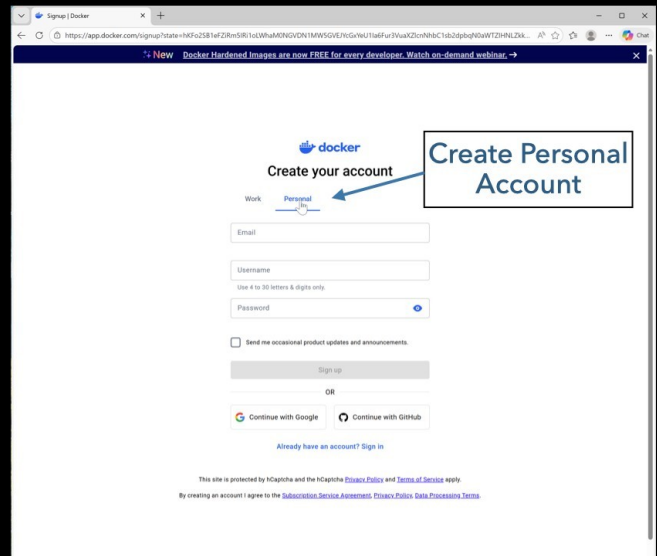 Signup | Docker
https://app.docker.com/signup?state=
Chat
New Docker Hardened Images are now FREE for every developer. Watch on-demand webinar. →
docker
Create your account
Create Personal
Account
Work Personal
Email
Username
Use 4 to 30 letters & digits only.
Password
Send me occasional product updates and announcements.
Sign up
OR
Continue with Google Continue with GitHub
Already have an account? Sign in
This site is protected by hCaptcha and the hCaptcha Privacy Policy and Terms of Service apply.
By creating an account I agree to the Subscription Service Agreement, Privacy Policy, Data Processing Terms.